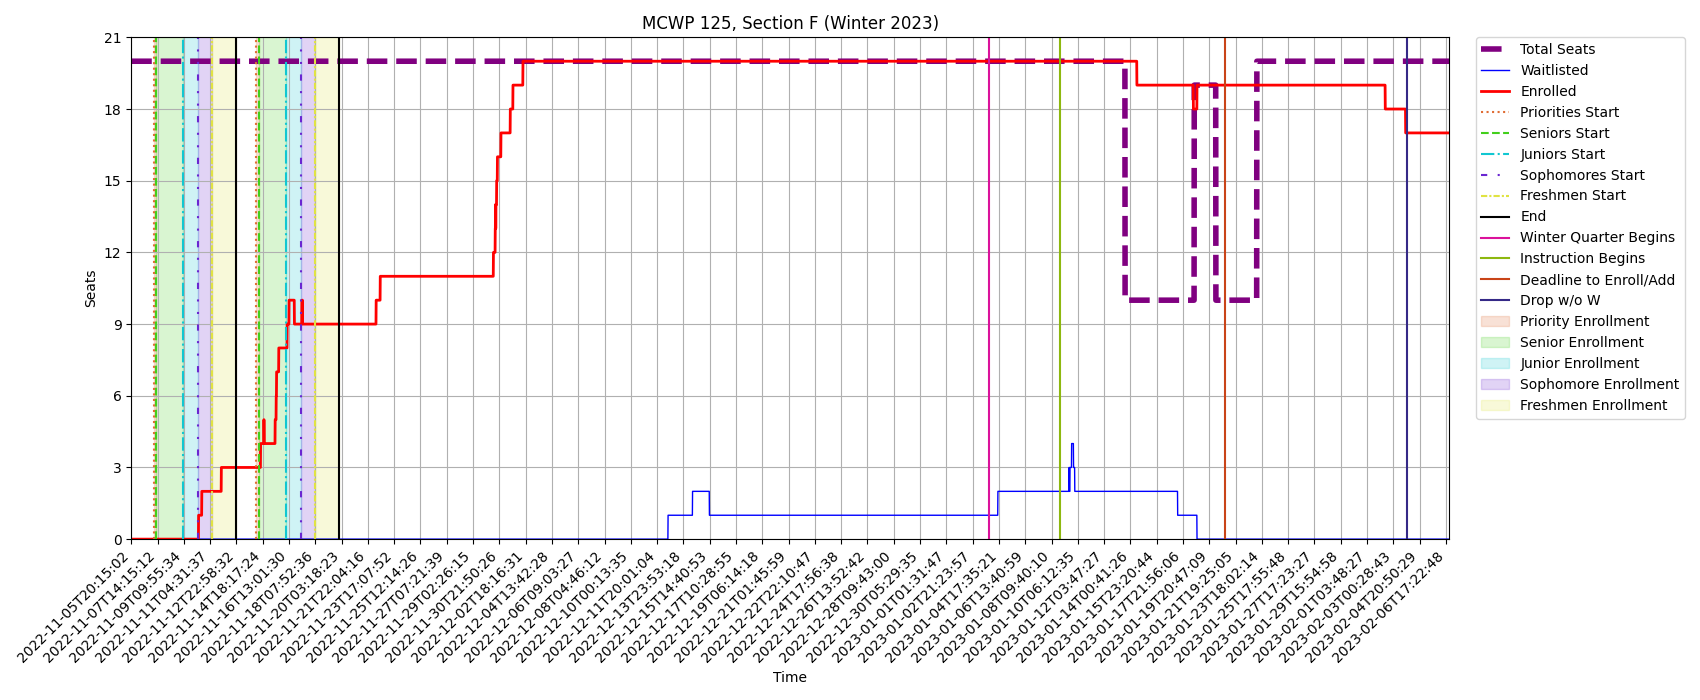 MCWP 125, Section F (Winter 2023)
21
18
15
12
9
6
3
0
Seats
Total Seats
Waitlisted
Enrolled
Priorities Start
Seniors Start
Juniors Start
Sophomores Start
Freshmen Start
End
Winter Quarter Begins
Instruction Begins
Deadline to Enroll/Add
Drop w/o W
Priority Enrollment
Senior Enrollment
Junior Enrollment
Sophomore Enrollment
Freshmen Enrollment
2022-11-05T20:15:02
2022-11-07T14:15:12
2022-11-09T09:55:34
2022-11-11T04:31:37
2022-11-12T22:58:32
2022-11-14T18:17:24
2022-11-16T13:01:30
2022-11-18T07:52:36
2022-11-20T03:18:23
2022-11-21T22:04:16
2022-11-23T17:07:52
2022-11-25T12:14:26
2022-11-27T07:21:39
2022-11-29T02:26:15
2022-11-30T21:50:26
2022-12-02T18:16:31
2022-12-04T13:42:28
2022-12-06T09:03:27
2022-12-08T04:46:12
2022-12-10T00:13:35
2022-12-11T20:01:04
2022-12-13T23:53:18
2022-12-15T14:40:53
2022-12-17T10:28:55
2022-12-19T06:14:18
2022-12-21T01:45:59
2022-12-22T22:10:47
2022-12-24T17:56:38
2022-12-26T13:52:42
2022-12-28T09:43:00
2022-12-30T05:29:35
2023-01-01T01:31:47
2023-01-02T21:23:57
2023-01-04T17:35:21
2023-01-06T13:40:59
2023-01-08T09:40:10
2023-01-10T06:12:35
2023-01-12T03:47:27
2023-01-14T00:41:26
2023-01-15T23:20:44
2023-01-17T21:56:06
2023-01-19T20:47:09
2023-01-21T19:25:05
2023-01-23T18:02:14
2023-01-25T17:55:48
2023-01-27T17:23:27
2023-01-29T15:54:58
2023-02-01T03:48:27
2023-02-03T00:28:43
2023-02-04T20:50:29
2023-02-06T17:22:48
Time